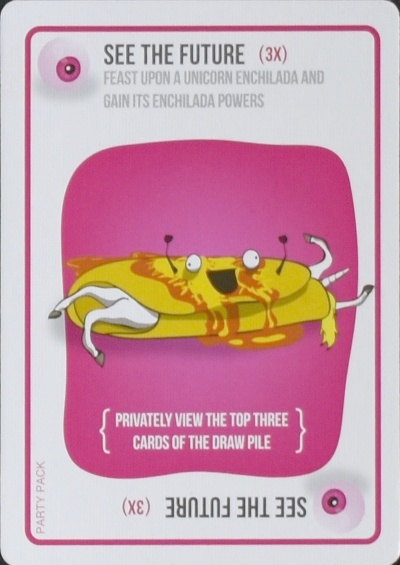 SEE THE FUTURE (3X)
FEAST UPON A UNICORN ENCHILADA AND
GAIN ITS ENCHILADA POWERS
{ PRIVATELY VIEW THE TOP THREE
CARDS OF THE DRAW PILE }
PARTY PACK
SEE THE FUTURE (3X)